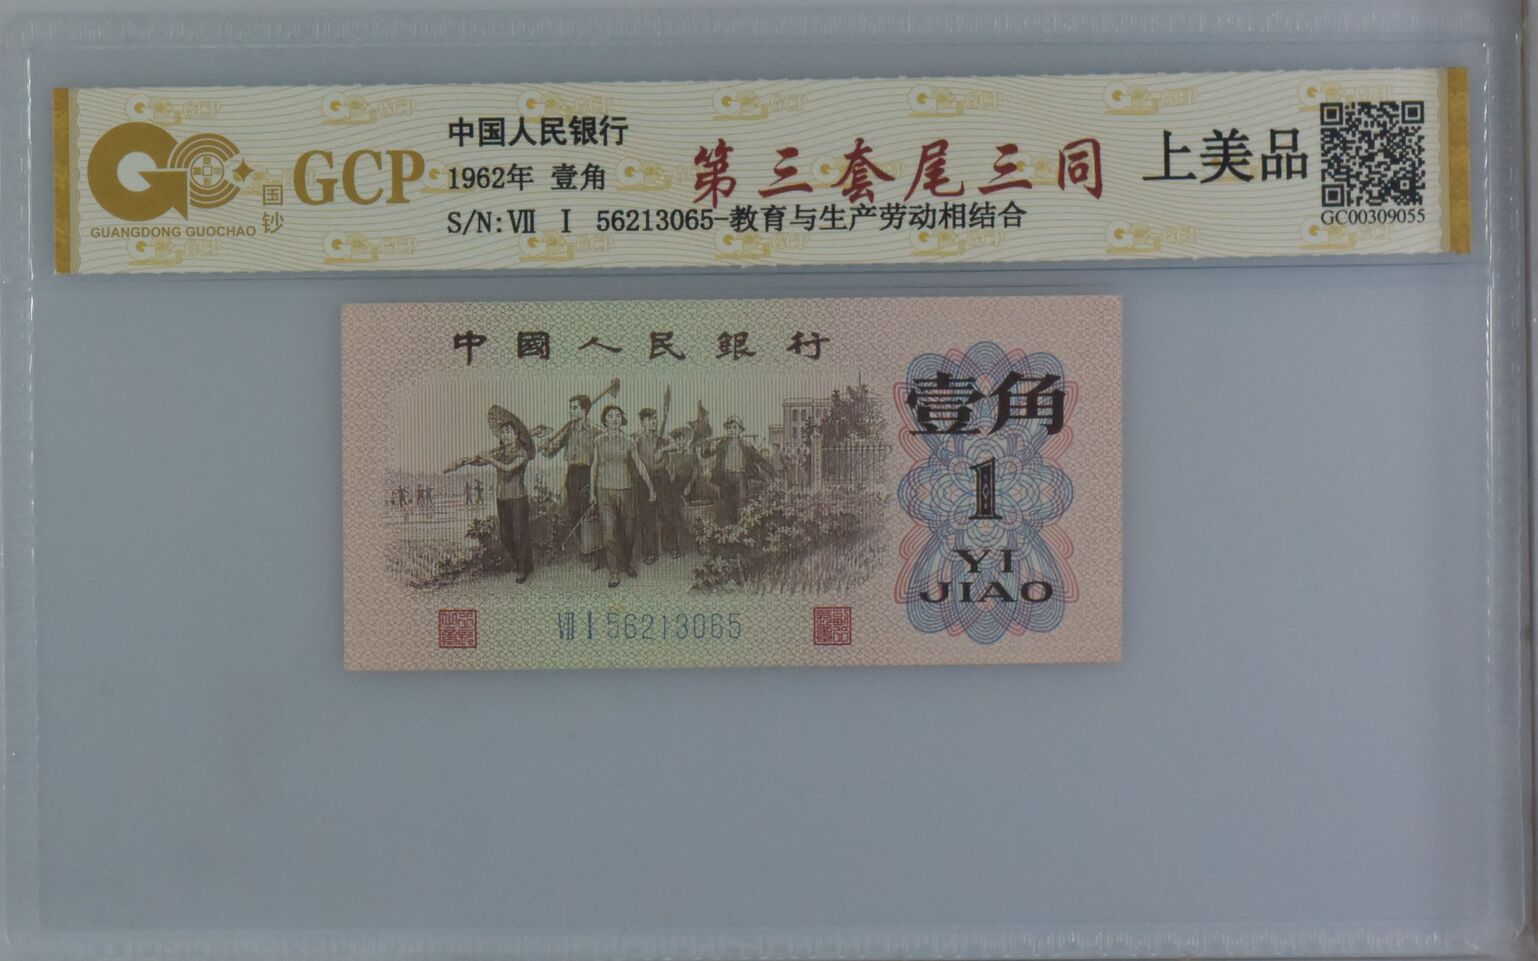 GUANGDONG GUOCHAO
国钞
GCP
中国人民银行
1962年 壹角
S/N:Ⅶ Ⅰ 56213065-教育与生产劳动相结合
第三套尾三同
上美品
GC00309055
中國人民銀行
壹角
1
YI
JIAO
Ⅶ Ⅰ 56213065